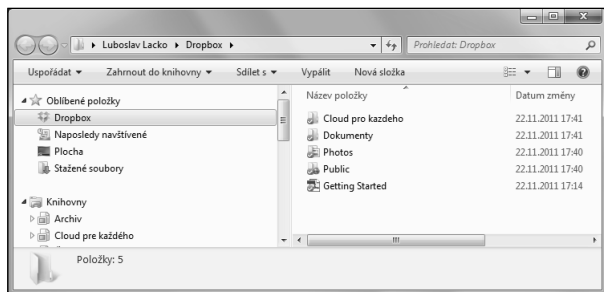 Luboslav Lacko ▸ Dropbox ▸
Prohledat: Dropbox
Uspořádat Zahrnout do knihovny Sdílet s Vypálit Nová složka
Oblíbené položky
Dropbox
Naposledy navštívené
Plocha
Stažené soubory
Knihovny
Archiv
Cloud pre každého
Název položky Datum změny
Cloud pro kazdeho 22.11.2011 17:41
Dokumenty 22.11.2011 17:41
Photos 22.11.2011 17:40
Public 22.11.2011 17:40
Getting Started 22.11.2011 17:14
Položky: 5